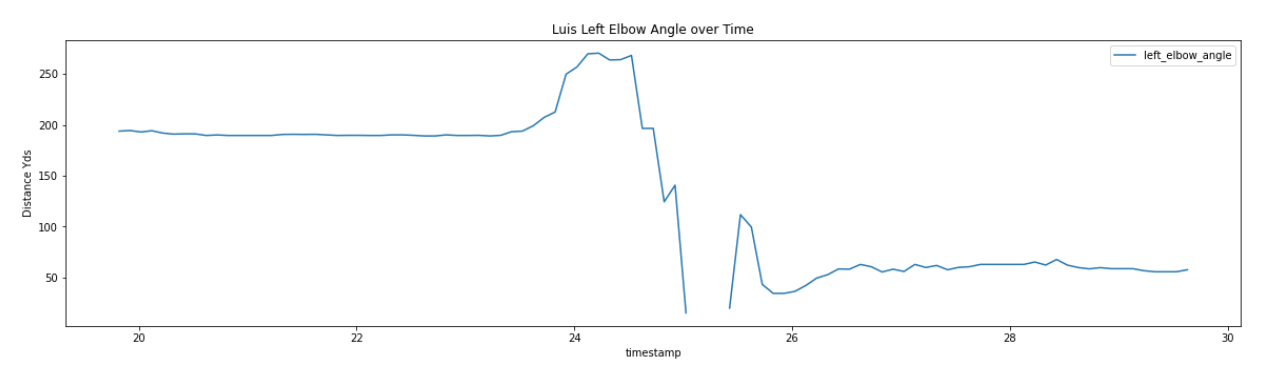 Luis Left Elbow Angle over Time
left_elbow_angle
Distance Yds
250
200
150
100
50
20
22
24
26
28
30
timestamp